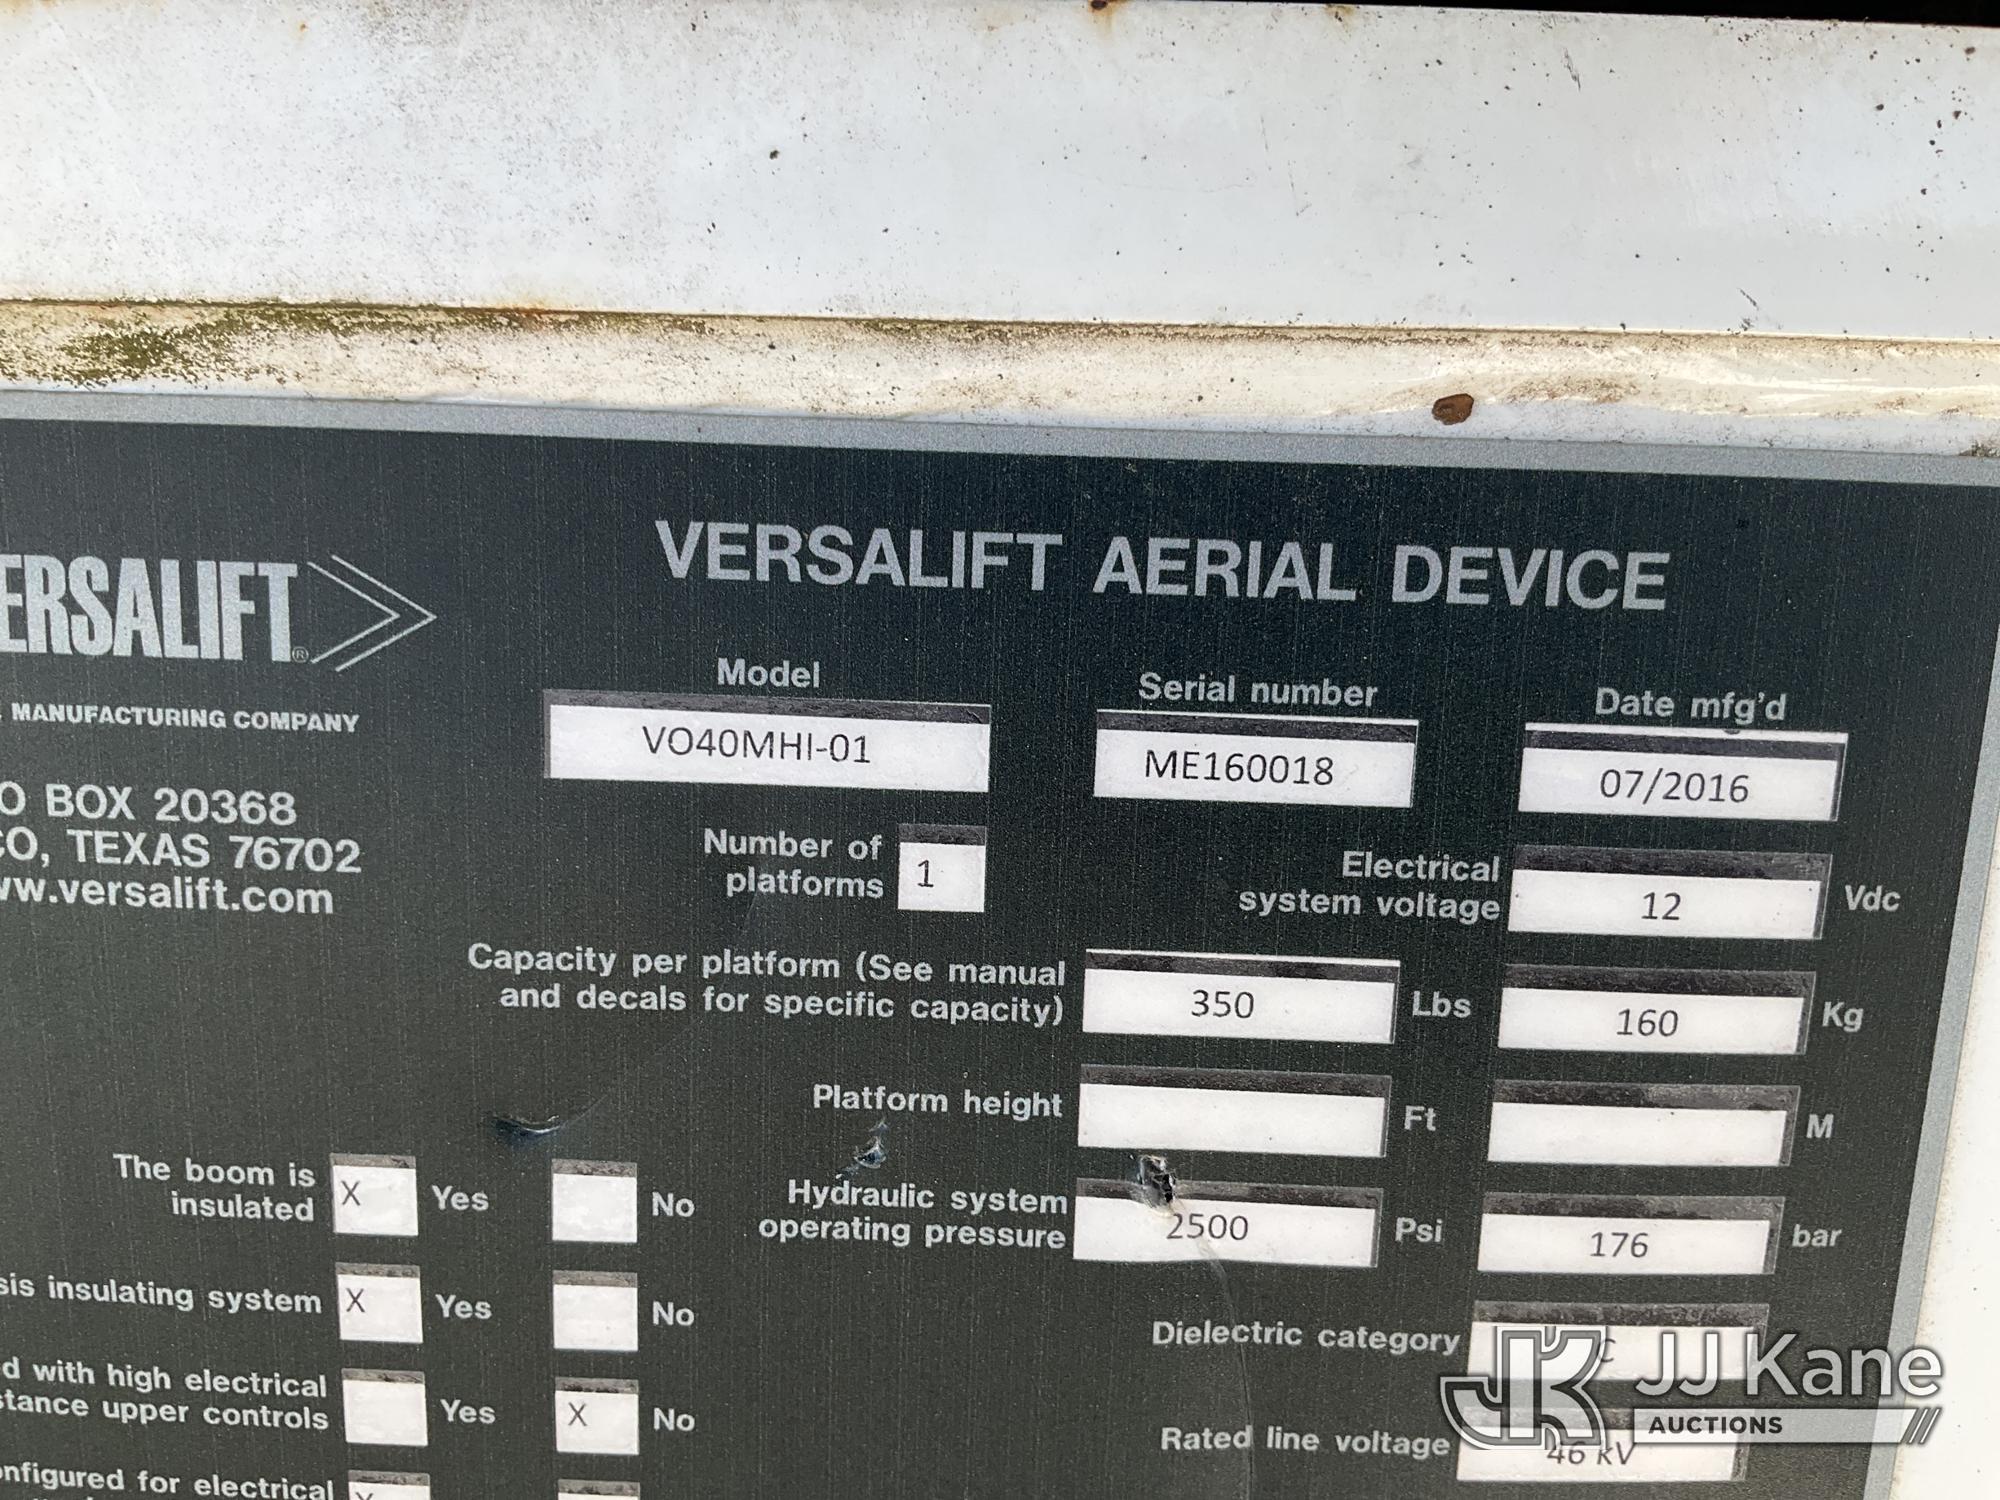 VERSALIFT AERIAL DEVICE
ERSALIFT®
MANUFACTURING COMPANY
O BOX 20368
CO, TEXAS 76702
ww.versalift.com
Model
VO40MHI-01
Serial number
ME160018
Date mfg'd
07/2016
Number of
platforms
1
Electrical
system voltage
12 Vdc
Capacity per platform (See manual
and decals for specific capacity)
350 Lbs 160 Kg
Platform height
Ft M
Hydraulic system
operating pressure
2500 Psi 176 bar
Dielectric category
C
Rated line voltage
46 kV
The boom is
insulated
X Yes No
sis insulating system X Yes No
d with high electrical
stance upper controls
Yes X No
onfigured for electrical
X
JK JJ Kane
AUCTIONS